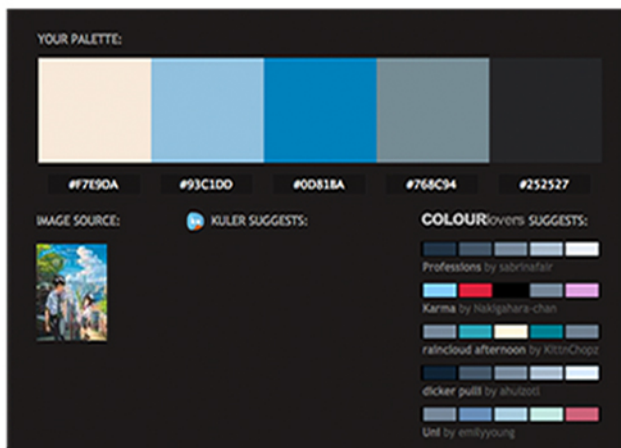 YOUR PALETTE:
#F7E9DA
#93C1DD
#0D81BA
#768C94
#252527
IMAGE SOURCE:
KULER SUGGESTS:
COLOURlovers SUGGESTS:
Professions by sabrinafair
Karma by Nakigahara-chan
raincloud afternoon by KittnChopz
dicker pulli by ahuizotl
Uni by emilyyoung